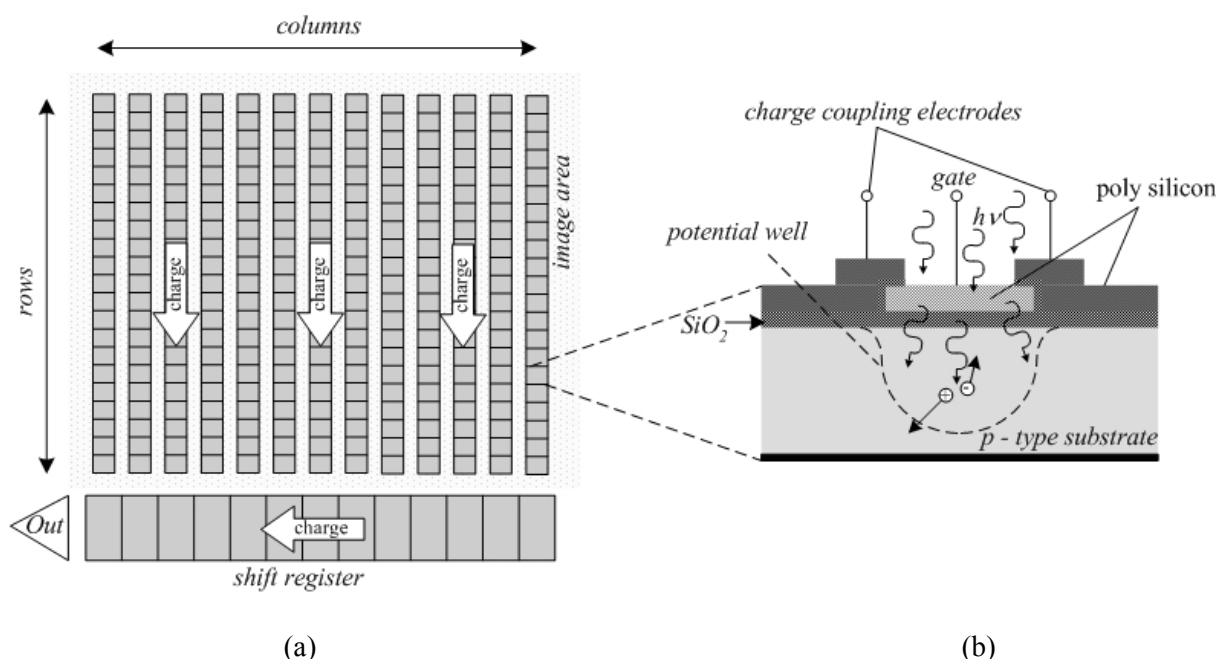 columns
rows
image area
charge
charge
charge
Out
charge
shift register
(a)
charge coupling electrodes
gate
hν
poly silicon
potential well
SiO2
+
-
p - type substrate
(b)